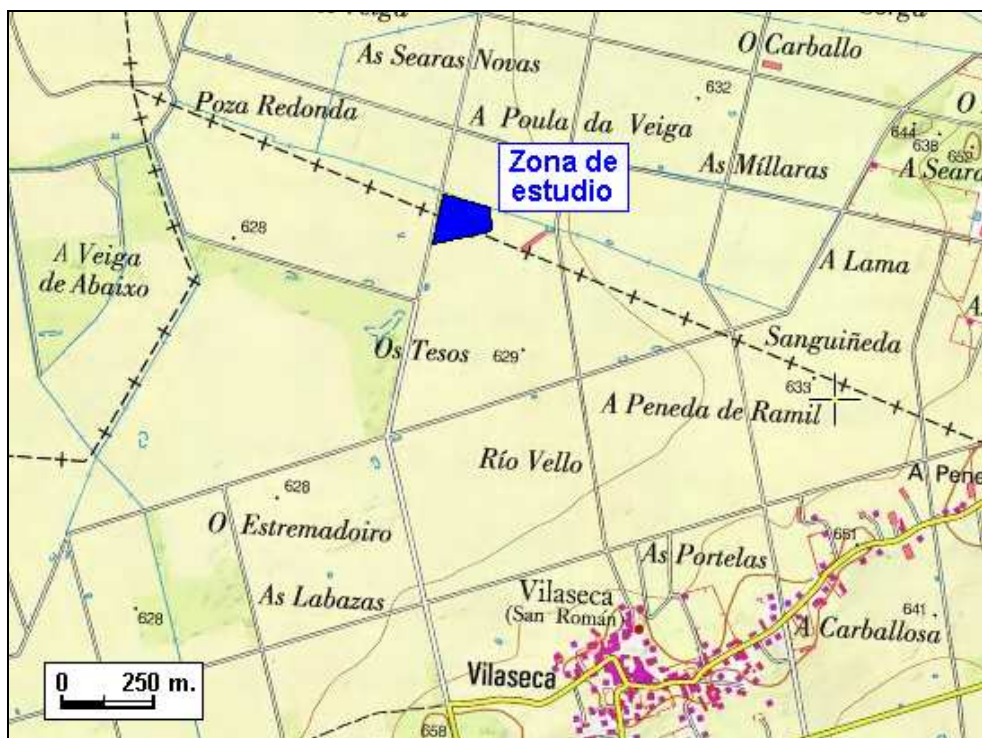 As Searas Novas
O Carballo
Poza Redonda
632
A Poula da Veiga
O
644
638
652
Zona de
estudio
As Míllaras
A Seara
628
A Veiga
de Abaixo
A Lama
Os Tesos
629
Sanguiñeda
633
A Peneda de Ramil
Río Vello
628
O Estremadoiro
651
As Portelas
As Labazas
Vilaseca
(San Román)
628
641
A Carballosa
0 250 m.
Vilaseca
658